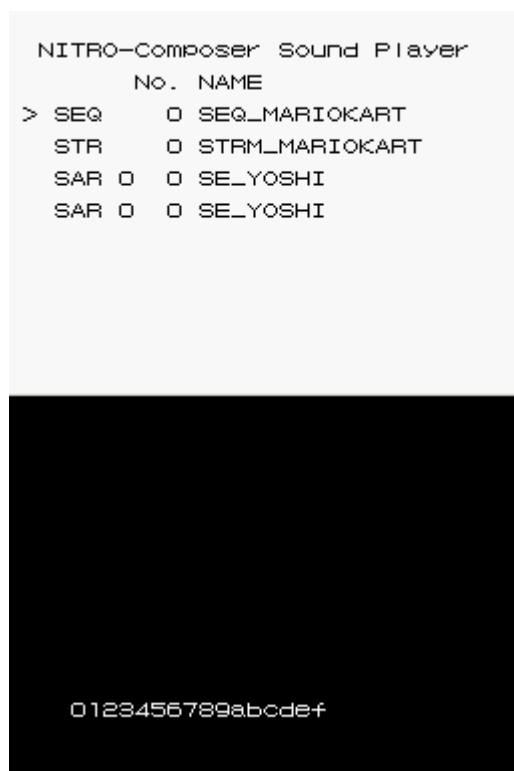 NITRO-Composer Sound Player
No. NAME
> SEQ 0 SEQ_MARIOKART
STR 0 STRM_MARIOKART
SAR 0 0 SE_YOSHI
SAR 0 0 SE_YOSHI
0123456789abcdef